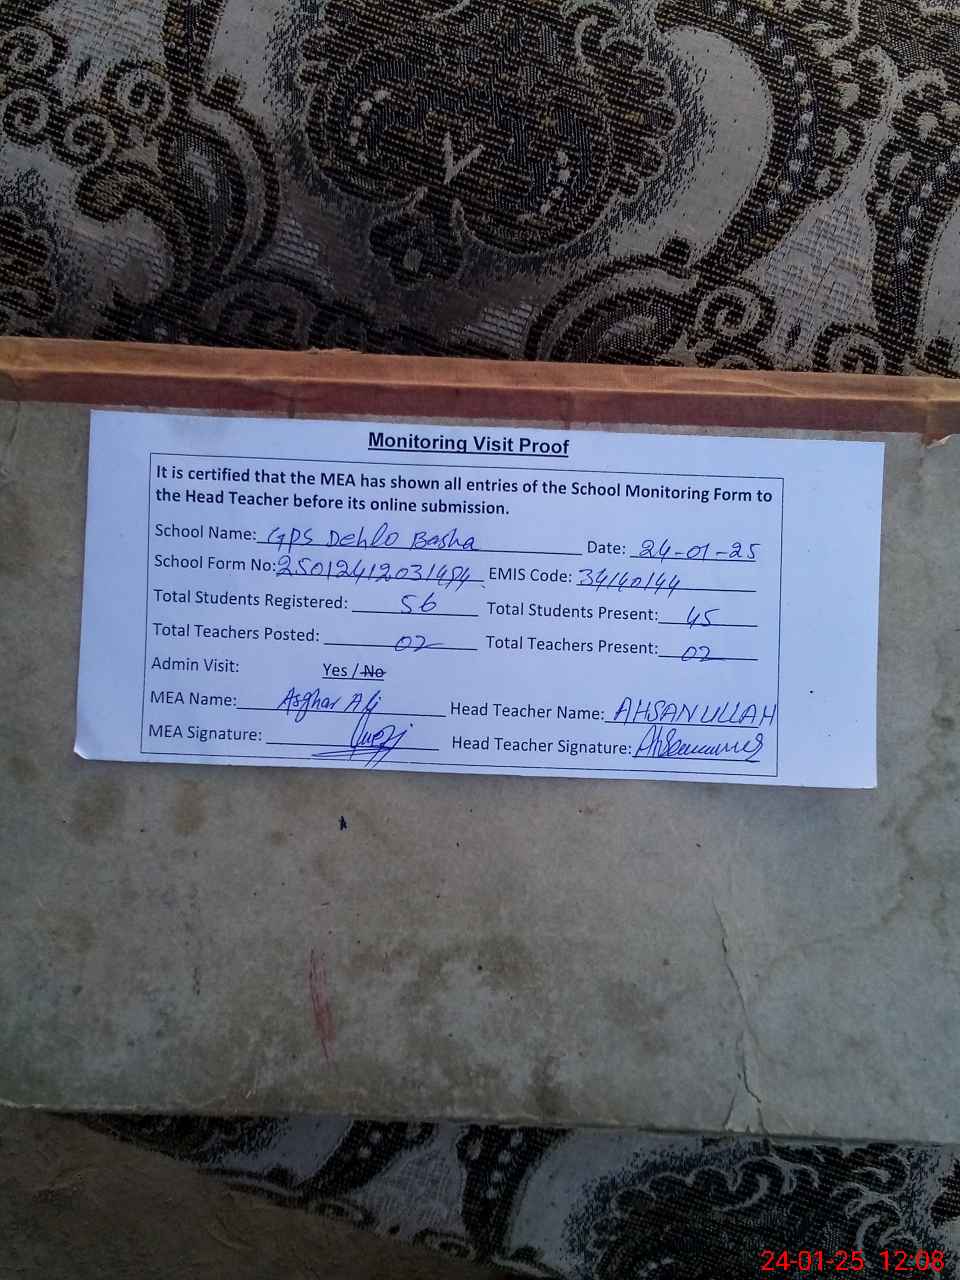 Monitoring Visit Proof
It is certified that the MEA has shown all entries of the School Monitoring Form to
the Head Teacher before its online submission.
School Name: GPS Dehlo Basha Date: 24-01-25
School Form No: EMIS Code: 34140144
Total Students Registered: 56 Total Students Present: 45
Total Teachers Posted: 02 Total Teachers Present: 02
Admin Visit: Yes / No
MEA Name: Asghar Ali Head Teacher Name: AHSANULLAH
MEA Signature: Head Teacher Signature:
24-01-25 12:08